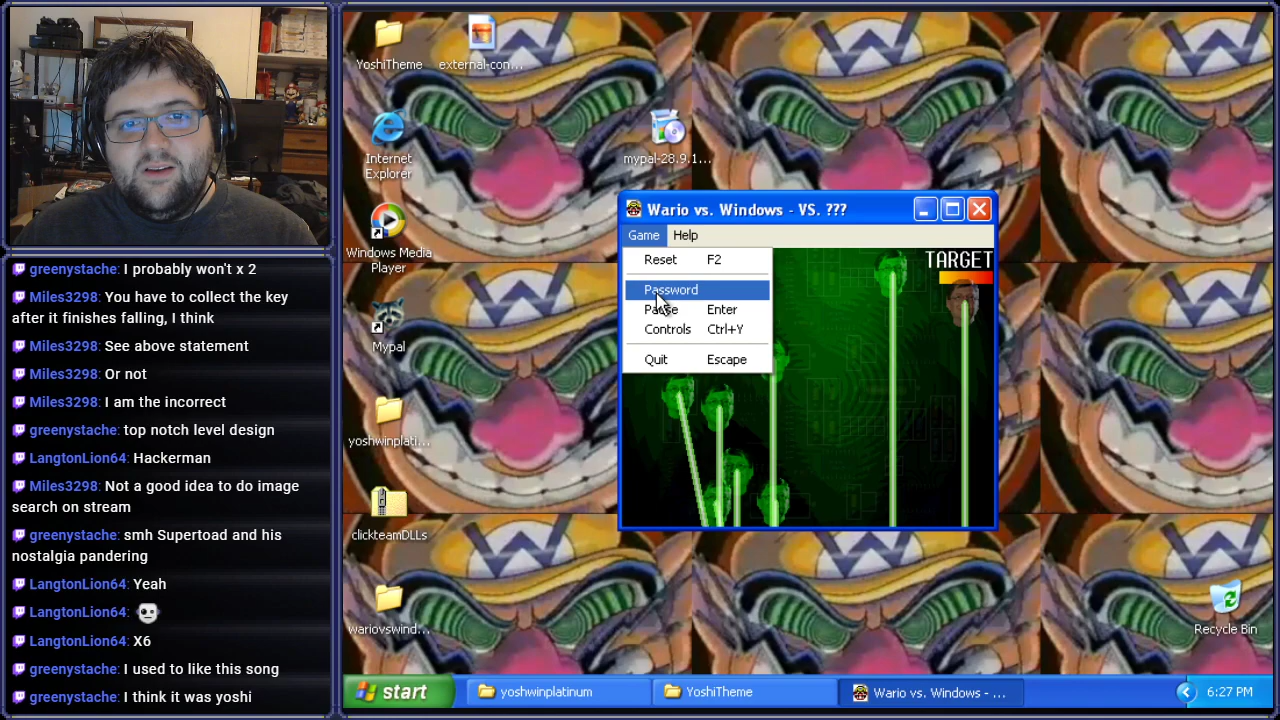 greenystache: I probably won't x 2
Miles3298: You have to collect the key
after it finishes falling, I think
Miles3298: See above statement
Miles3298: Or not
Miles3298: I am the incorrect
greenystache: top notch level design
LangtonLion64: Hackerman
Miles3298: Not a good idea to do image
search on stream
greenystache: smh Supertoad and his
nostalgia pandering
LangtonLion64: Yeah
LangtonLion64:
LangtonLion64: X6
greenystache: I used to like this song
greenystache: I think it was yoshi
YoshiTheme
external-con...
Internet
Explorer
mypal-28.9.1...
Windows Media
Player
Mypal
yoshwinplati...
clickteamDLLs
wariovswind...
Recycle Bin
Wario vs. Windows - VS. ???
Game Help
Reset F2
Password
Pause Enter
Controls Ctrl+Y
Quit Escape
TARGET
start
yoshwinplatinum
YoshiTheme
Wario vs. Windows - ...
6:27 PM